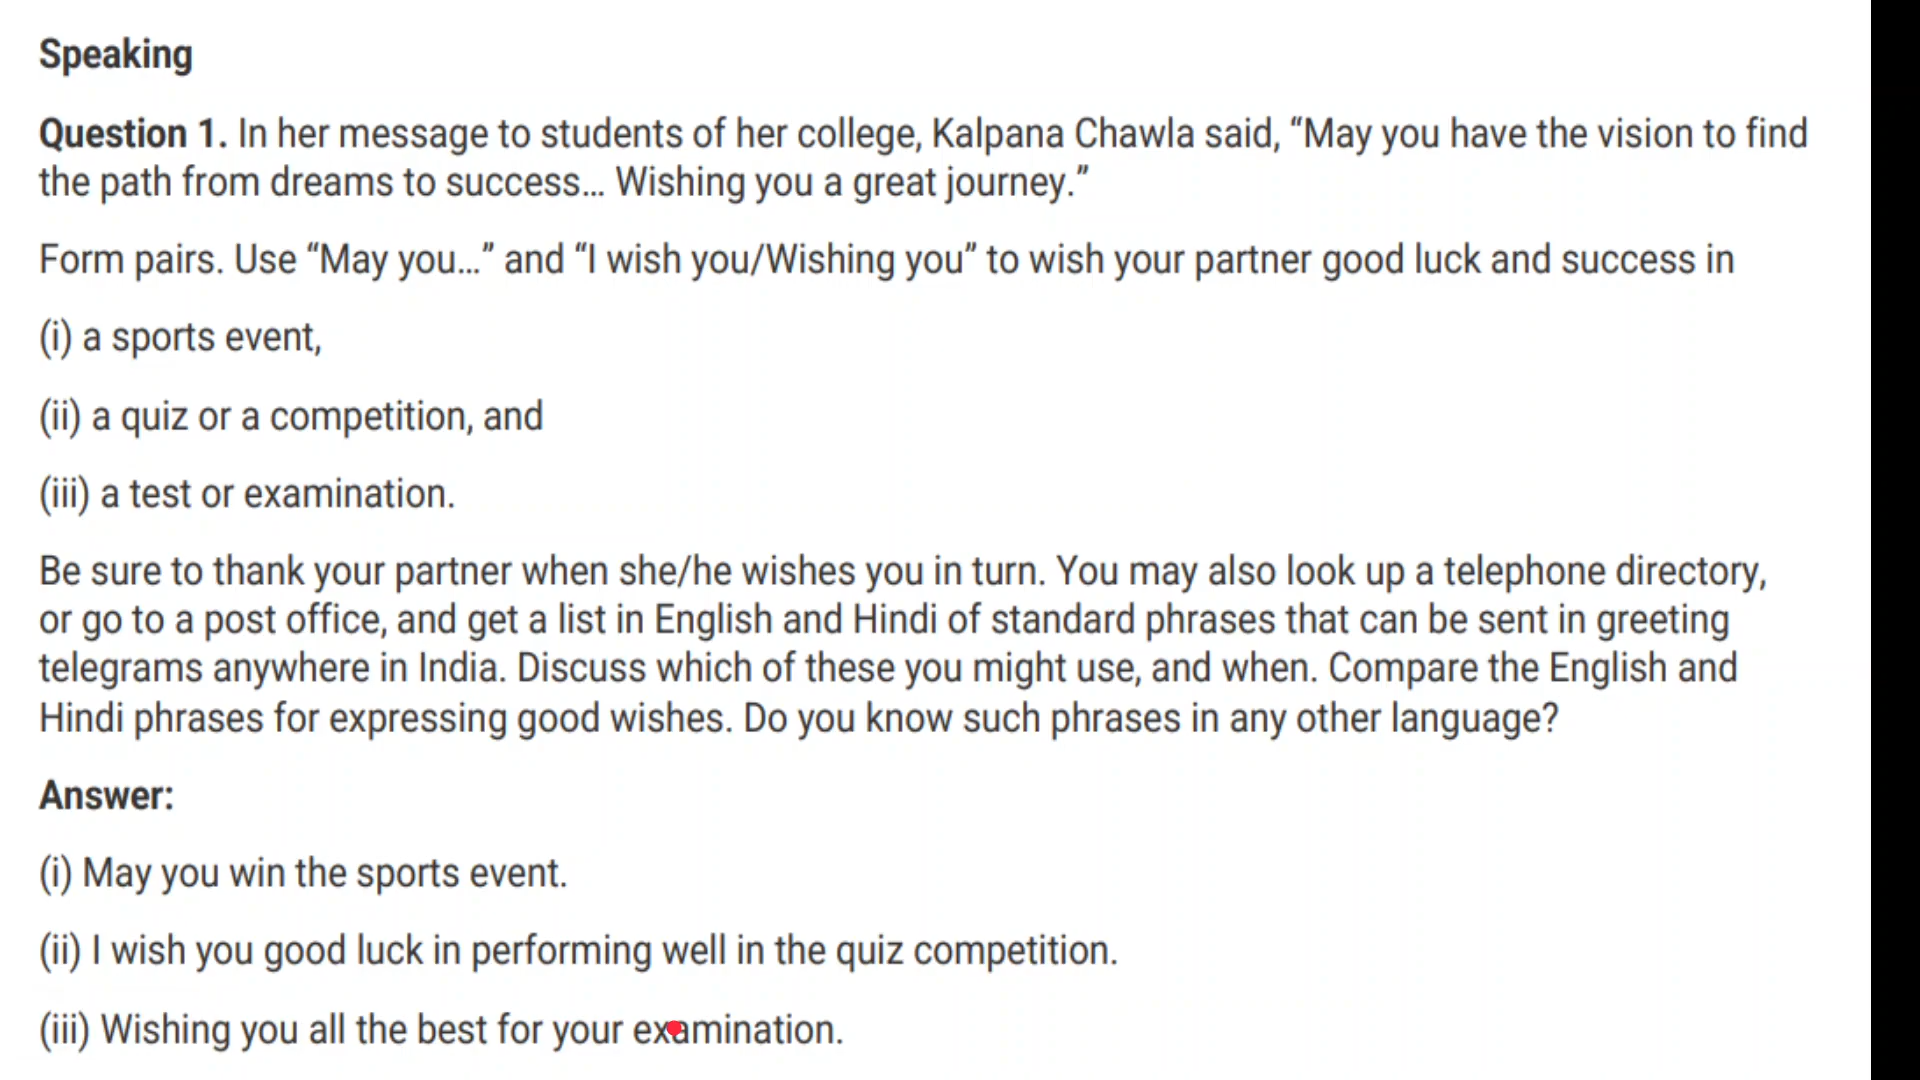 Speaking
Question 1. In her message to students of her college, Kalpana Chawla said, “May you have the vision to find
the path from dreams to success… Wishing you a great journey.”
Form pairs. Use “May you…” and “I wish you/Wishing you” to wish your partner good luck and success in
(i) a sports event,
(ii) a quiz or a competition, and
(iii) a test or examination.
Be sure to thank your partner when she/he wishes you in turn. You may also look up a telephone directory,
or go to a post office, and get a list in English and Hindi of standard phrases that can be sent in greeting
telegrams anywhere in India. Discuss which of these you might use, and when. Compare the English and
Hindi phrases for expressing good wishes. Do you know such phrases in any other language?
Answer:
(i) May you win the sports event.
(ii) I wish you good luck in performing well in the quiz competition.
(iii) Wishing you all the best for your examination.